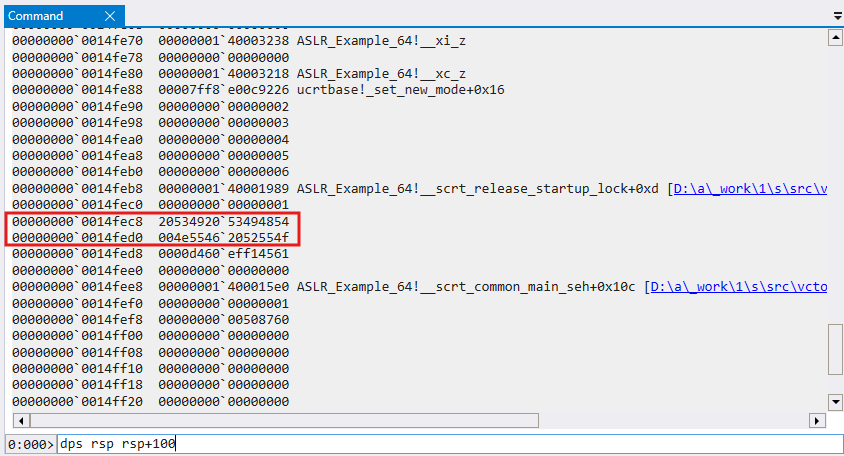 Command
00000000`0014fe70 00000001`40003238 ASLR_Example_64!__xi_z
00000000`0014fe78 00000000`00000000
00000000`0014fe80 00000001`40003218 ASLR_Example_64!__xc_z
00000000`0014fe88 00007ff8`e00c9226 ucrtbase!_set_new_mode+0x16
00000000`0014fe90 00000000`00000002
00000000`0014fe98 00000000`00000003
00000000`0014fea0 00000000`00000004
00000000`0014fea8 00000000`00000005
00000000`0014feb0 00000000`00000006
00000000`0014feb8 00000001`40001989 ASLR_Example_64!__scrt_release_startup_lock+0xd [D:\a\_work\1\s\src\v
00000000`0014fec0 00000000`00000001
00000000`0014fec8 20534920`53494854
00000000`0014fed0 004e5546`2052554f
00000000`0014fed8 0000d460`eff14561
00000000`0014fee0 00000000`00000000
00000000`0014fee8 00000001`400015e0 ASLR_Example_64!__scrt_common_main_seh+0x10c [D:\a\_work\1\s\src\vcto
00000000`0014fef0 00000000`00000001
00000000`0014fef8 00000000`00508760
00000000`0014ff00 00000000`00000000
00000000`0014ff08 00000000`00000000
00000000`0014ff10 00000000`00000000
00000000`0014ff18 00000000`00000000
00000000`0014ff20 00000000`00000000
0:000> dps rsp rsp+100